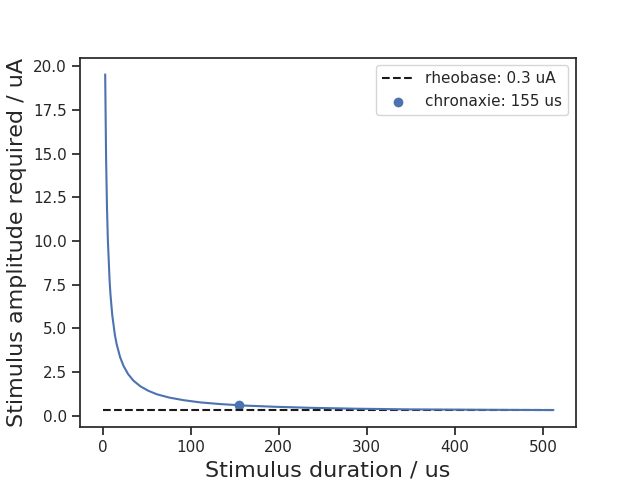 Stimulus amplitude required / uA
20.0
17.5
15.0
12.5
10.0
7.5
5.0
2.5
0.0
rheobase: 0.3 uA
chronaxie: 155 us
0 100 200 300 400 500
Stimulus duration / us